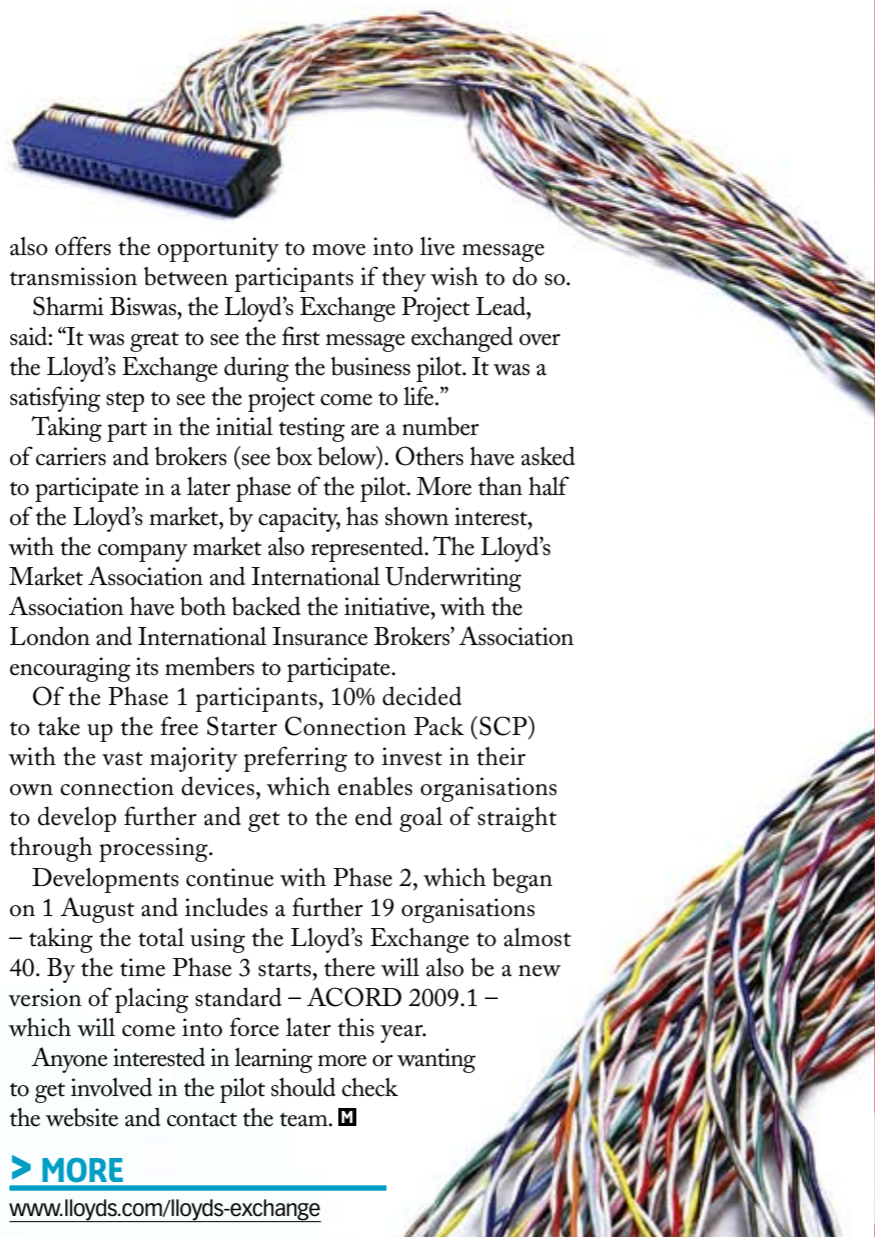 also offers the opportunity to move into live message
transmission between participants if they wish to do so.
Sharmi Biswas, the Lloyd’s Exchange Project Lead,
said: “It was great to see the first message exchanged over
the Lloyd’s Exchange during the business pilot. It was a
satisfying step to see the project come to life.”
Taking part in the initial testing are a number
of carriers and brokers (see box below). Others have asked
to participate in a later phase of the pilot. More than half
of the Lloyd’s market, by capacity, has shown interest,
with the company market also represented. The Lloyd’s
Market Association and International Underwriting
Association have both backed the initiative, with the
London and International Insurance Brokers’ Association
encouraging its members to participate.
Of the Phase 1 participants, 10% decided
to take up the free Starter Connection Pack (SCP)
with the vast majority preferring to invest in their
own connection devices, which enables organisations
to develop further and get to the end goal of straight
through processing.
Developments continue with Phase 2, which began
on 1 August and includes a further 19 organisations
– taking the total using the Lloyd’s Exchange to almost
40. By the time Phase 3 starts, there will also be a new
version of placing standard – ACORD 2009.1 –
which will come into force later this year.
Anyone interested in learning more or wanting
to get involved in the pilot should check
the website and contact the team. M
> MORE
www.lloyds.com/lloyds-exchange